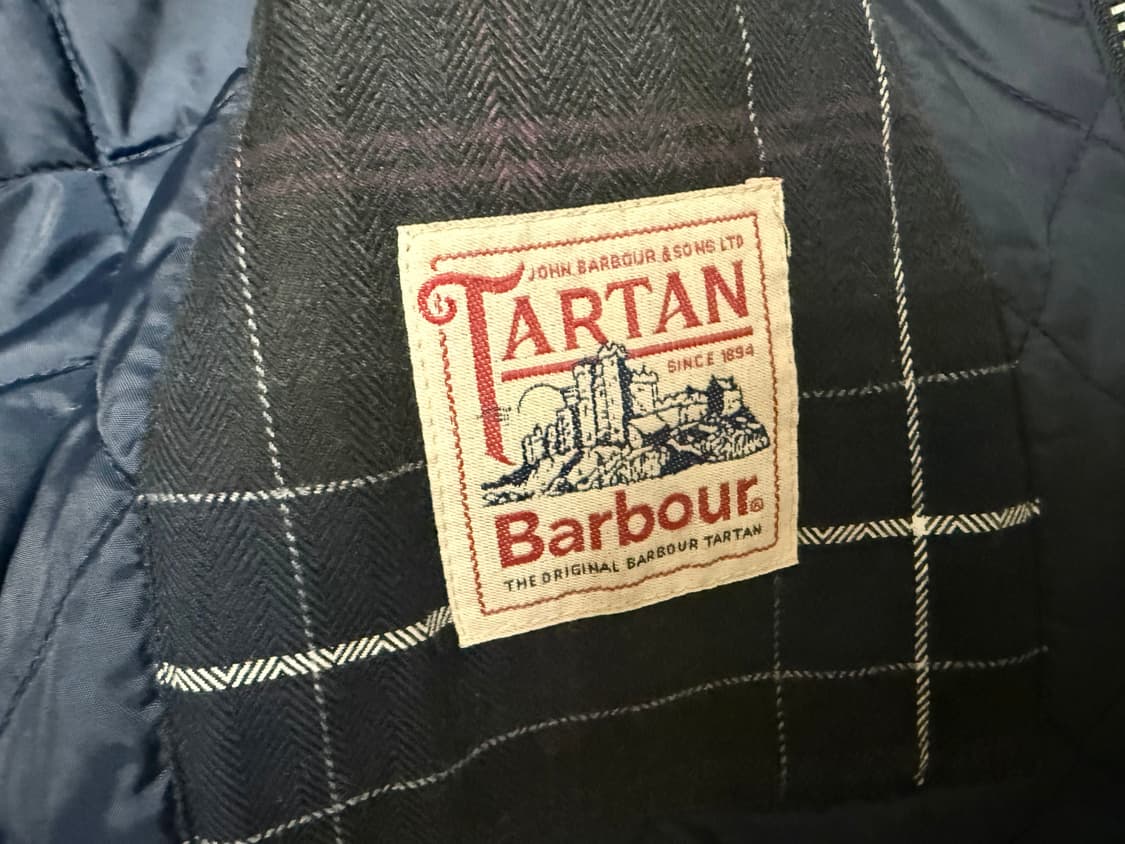 JOHN BARBOUR & SONS LTD
TARTAN
SINCE 1894
Barbour®
THE ORIGINAL BARBOUR TARTAN